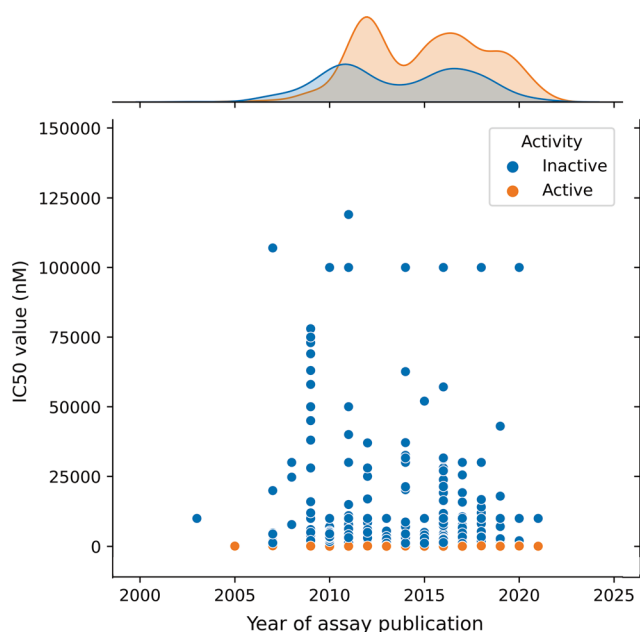 150000
125000
100000
75000
50000
25000
0
IC50 value (nM)
Activity
Inactive
Active
2000 2005 2010 2015 2020 2025
Year of assay publication